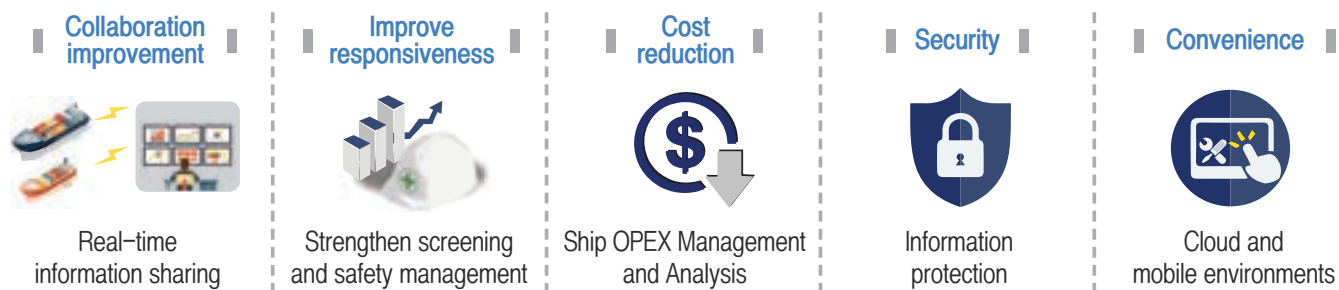 Collaboration
improvement
Real-time
information sharing
Improve
responsiveness
Strengthen screening
and safety management
Cost
reduction
$
Ship OPEX Management
and Analysis
Security
Information
protection
Convenience
Cloud and
mobile environments